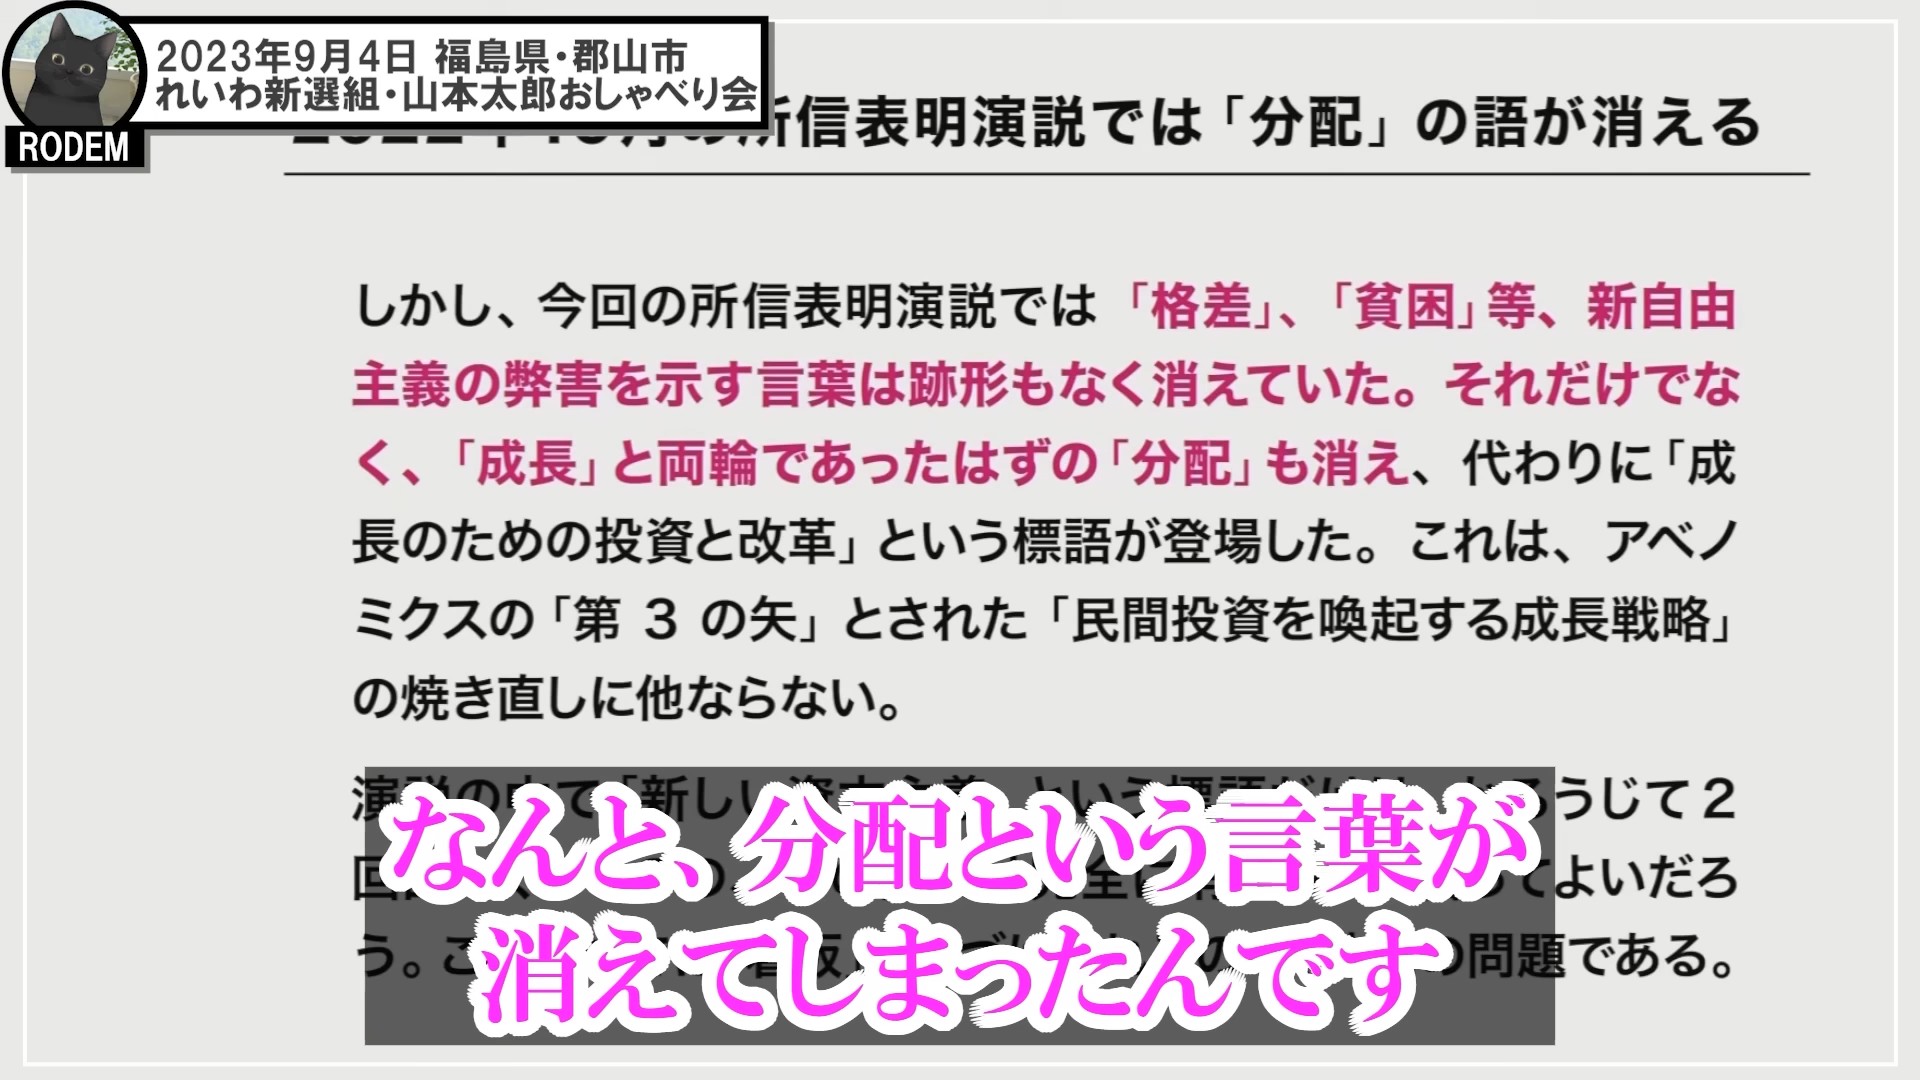 2023年9月4日 福島県・郡山市
れいわ新選組・山本太郎おしゃべり会
RODEM
所信表明演説では「分配」の語が消える
しかし、今回の所信表明演説では「格差」、「貧困」等、新自由
主義の弊害を示す言葉は跡形もなく消えていた。それだけでな
く、「成長」と両輪であったはずの「分配」も消え、代わりに「成
長のための投資と改革」という標語が登場した。これは、アベノ
ミクスの「第 3 の矢」とされた「民間投資を喚起する成長戦略」
の焼き直しに他ならない。
うじて2
てよいだろ
う。
の問題である。
なんと、分配という言葉が
消えてしまったんです